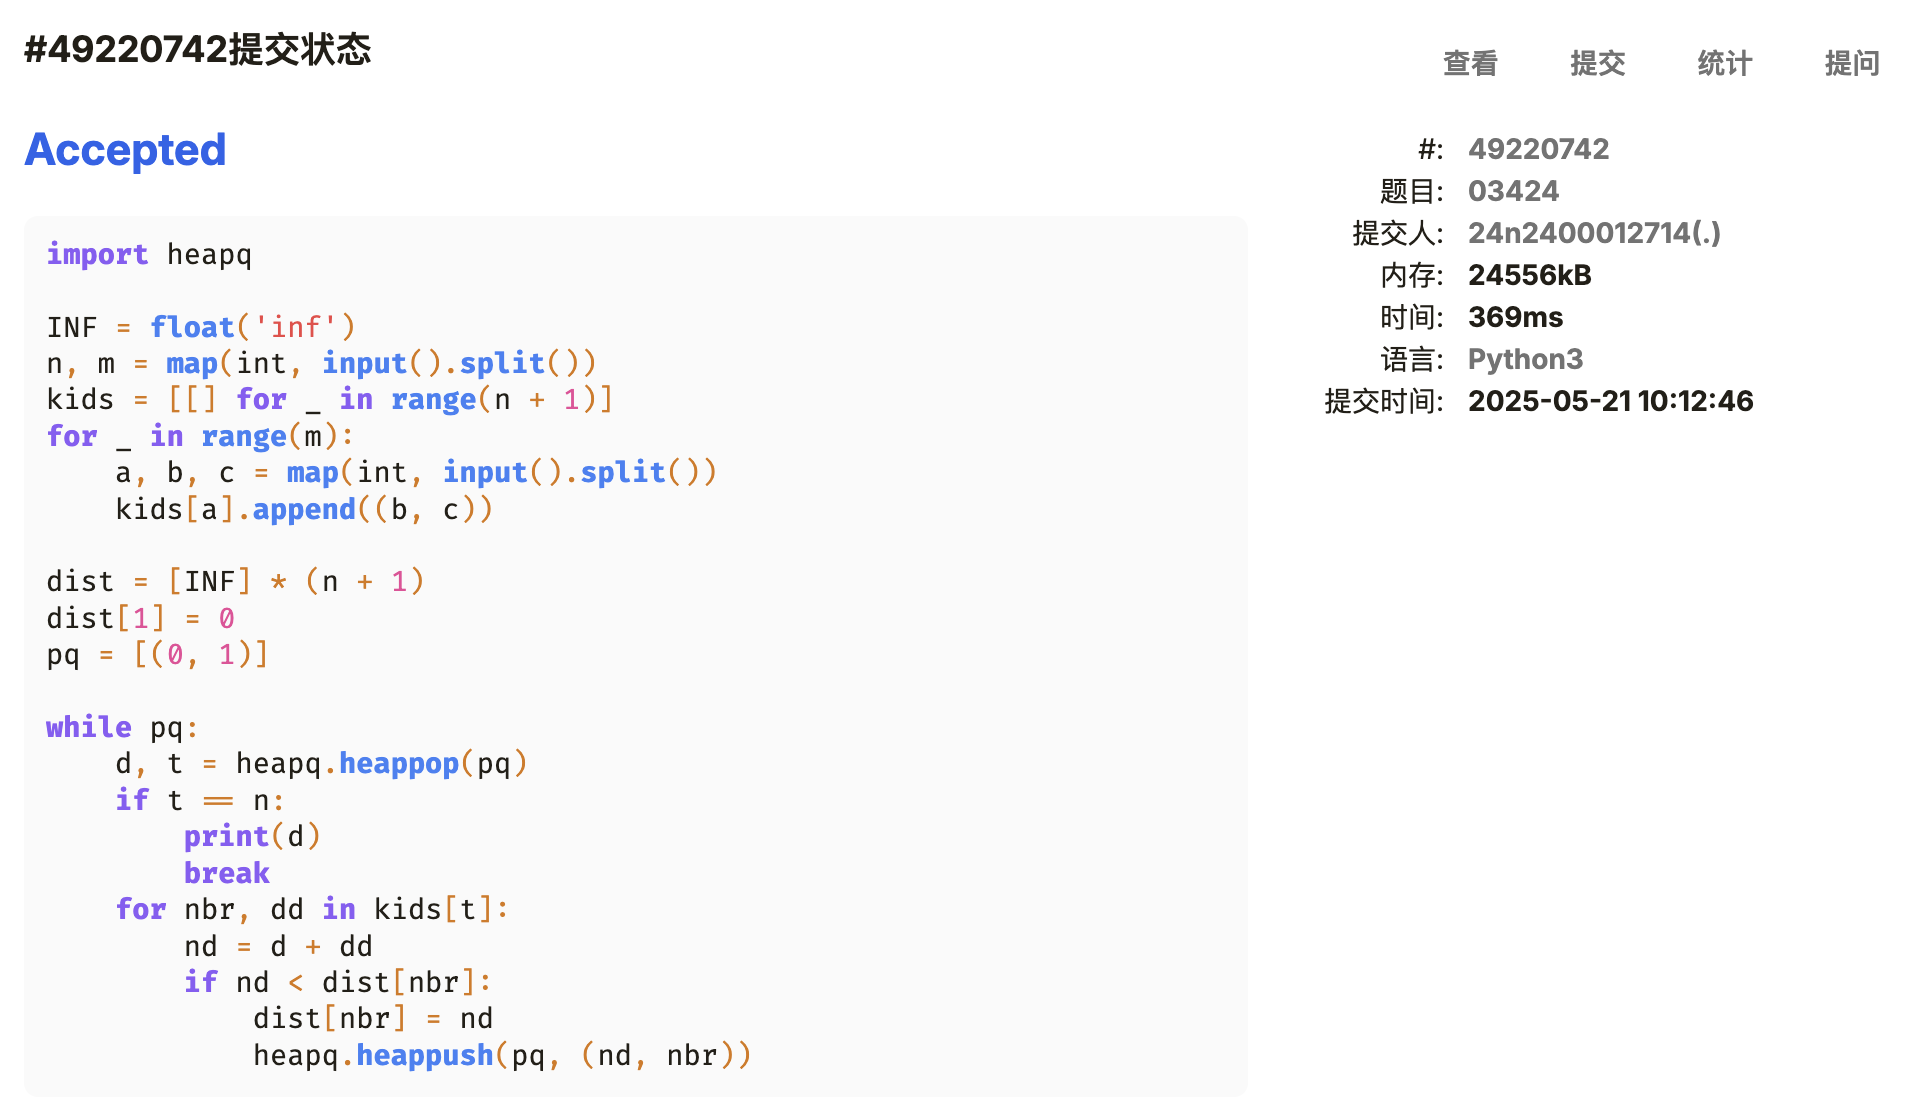 #49220742提交状态
查看 提交 统计 提问
Accepted
import heapq

INF = float('inf')
n, m = map(int, input().split())
kids = [[] for _ in range(n + 1)]
for _ in range(m):
    a, b, c = map(int, input().split())
    kids[a].append((b, c))

dist = [INF] * (n + 1)
dist[1] = 0
pq = [(0, 1)]

while pq:
    d, t = heapq.heappop(pq)
    if t == n:
        print(d)
        break
    for nbr, dd in kids[t]:
        nd = d + dd
        if nd < dist[nbr]:
            dist[nbr] = nd
            heapq.heappush(pq, (nd, nbr))
#: 49220742
题目: 03424
提交人: 24n2400012714(.)
内存: 24556kB
时间: 369ms
语言: Python3
提交时间: 2025-05-21 10:12:46